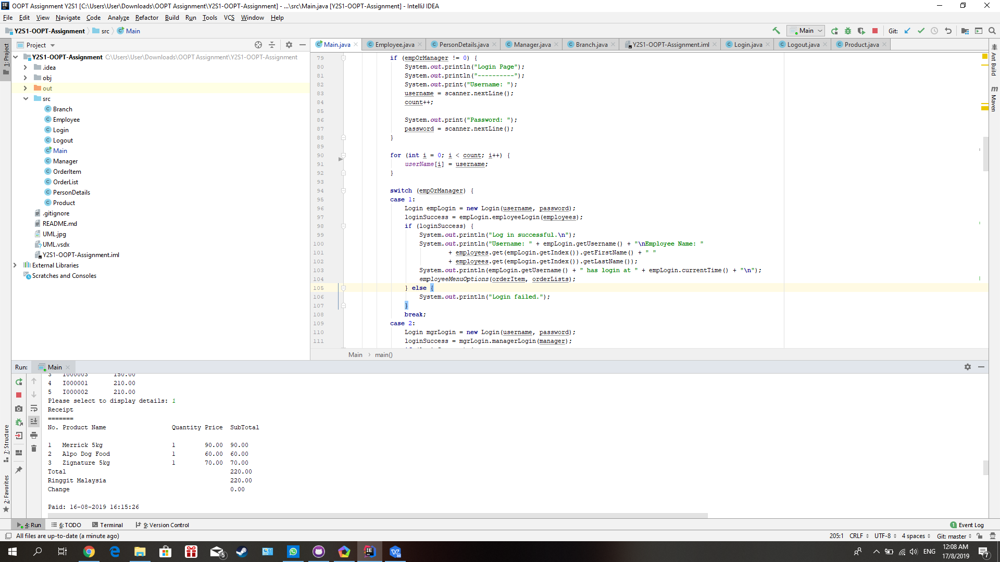 OOPT Assignment Y2S1 [C:\Users\User\Downloads\OOPT Assignment\Y2S1-OOPT-Assignment] - ...\src\Main.java [Y2S1-OOPT-Assignment] - IntelliJ IDEA
File Edit View Navigate Code Analyze Refactor Build Run Tools VCS Window Help
Y2S1-OOPT-Assignment src Main
Main Git:
Project
Main.java Employee.java PersonDetails.java Manager.java Branch.java Y2S1-OOPT-Assignment.iml Login.java Logout.java Product.java
1: Project
Y2S1-OOPT-Assignment C:\Users\User\Downloads\OOPT Assignment\Y2S1-OOPT-Assignment
.idea
obj
out
src
Branch
Employee
Login
Logout
Main
Manager
OrderItem
OrderList
PersonDetails
Product
.gitignore
README.md
UML.jpg
UML.vsdx
Y2S1-OOPT-Assignment.iml
External Libraries
Scratches and Consoles
79 if (empOrManager != 0) {
80 System.out.println("Login Page");
81 System.out.println("----------");
82 System.out.print("Username: ");
83 username = scanner.nextLine();
84 count++;
85
86 System.out.print("Password: ");
87 password = scanner.nextLine();
88 }
89
90 for (int i = 0; i < count; i++) {
91 userName[i] = username;
92 }
93
94 switch (empOrManager) {
95 case 1:
96 Login empLogin = new Login(username, password);
97 loginSuccess = empLogin.employeeLogin(employees);
98 if (loginSuccess) {
99 System.out.println("Log in successful.\n");
100 System.out.println("Username: " + empLogin.getUsername() + "\nEmployee Name: "
101 + employees.get(empLogin.getIndex()).getFirstName() + " "
102 + employees.get(empLogin.getIndex()).getLastName());
103 System.out.println(empLogin.getUsername() + " has login at " + empLogin.currentTime() + "\n");
104 employeeMenuOptions(orderItem, orderLists);
105 } else {
106 System.out.println("Login failed.");
107 }
108 break;
109 case 2:
110 Login mgrLogin = new Login(username, password);
111 loginSuccess = mgrLogin.managerLogin(manager);
Main main()
Ant Build
Maven
Run: Main
3 I000003 150.00
4 I000001 210.00
5 I000002 210.00
Please select to display details: 1
Receipt
=======
No. Product Name Quantity Price SubTotal
1 Merrick 5kg 1 90.00 90.00
2 Alpo Dog Food 1 60.00 60.00
3 Zignature 5kg 1 70.00 70.00
Total 220.00
Ringgit Malaysia 220.00
Change 0.00
Paid: 16-08-2019 16:15:26
7: Structure
2: Favorites
4: Run 6: TODO Terminal 9: Version Control 1 Event Log
All files are up-to-date (a minute ago) 205:1 CRLF UTF-8 4 spaces Git: master
5 ENG 12:08 AM 7
17/8/2019